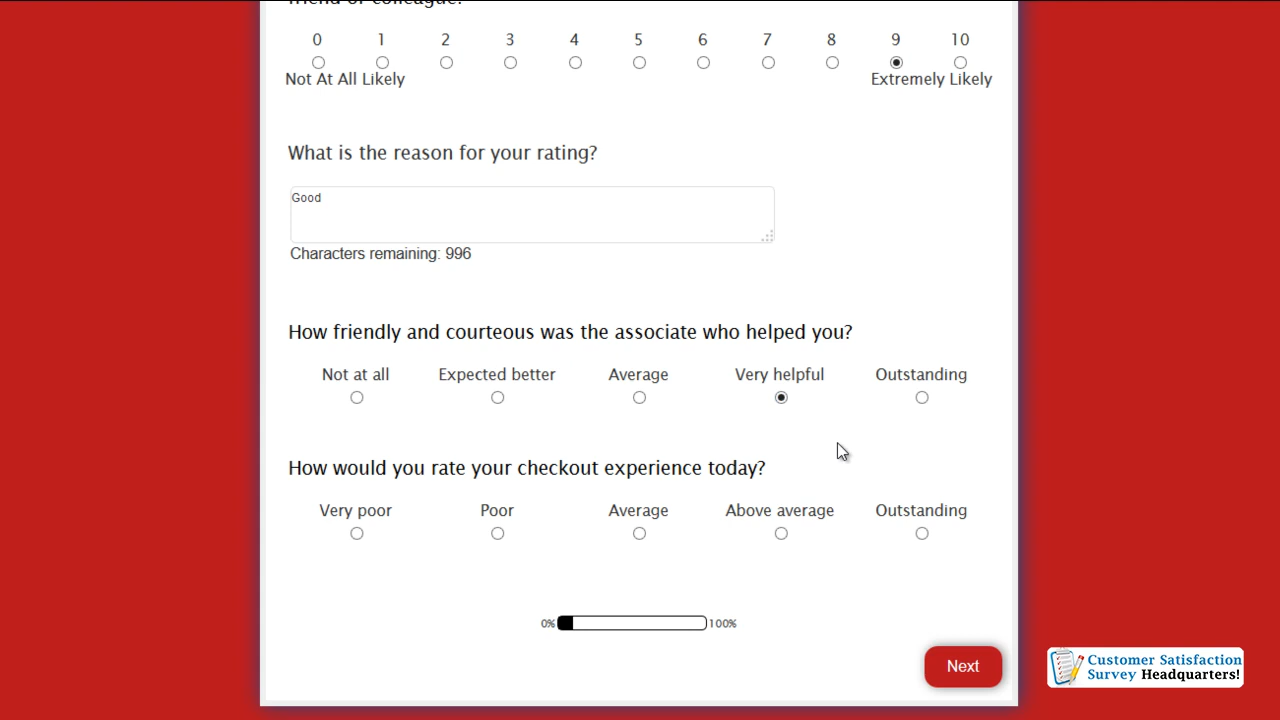 friend or colleague?
0 1 2 3 4 5 6 7 8 9 10
Not At All Likely Extremely Likely
What is the reason for your rating?
Good
Characters remaining: 996
How friendly and courteous was the associate who helped you?
Not at all Expected better Average Very helpful Outstanding
How would you rate your checkout experience today?
Very poor Poor Average Above average Outstanding
0% 100%
Next
Customer Satisfaction
Survey Headquarters!